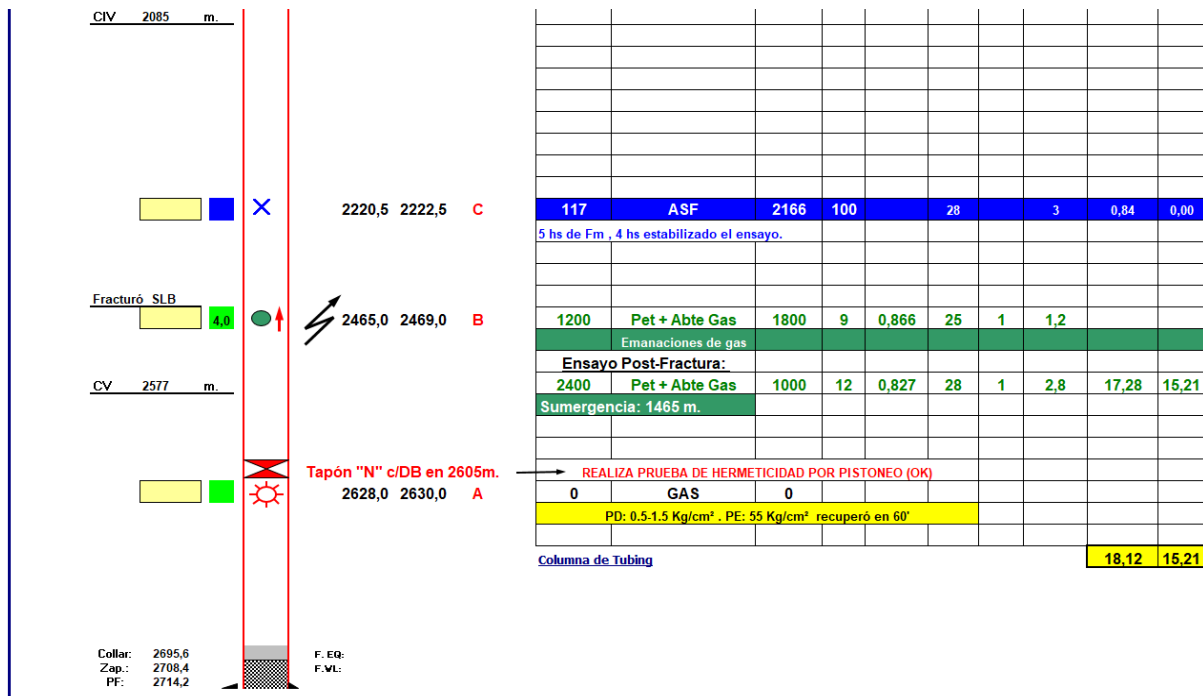 CIV 2085 m.
2220,5 2222,5 C 117 ASF 2166 100 28 3 0,84 0,00
5 hs de Fm , 4 hs estabilizado el ensayo.
Fracturó SLB
4,0 2465,0 2469,0 B 1200 Pet + Abte Gas 1800 9 0,866 25 1 1,2
Emanaciones de gas
Ensayo Post-Fractura:
CV 2577 m. 2400 Pet + Abte Gas 1000 12 0,827 28 1 2,8 17,28 15,21
Sumergencia: 1465 m.
Tapón "N" c/DB en 2605m. REALIZA PRUEBA DE HERMETICIDAD POR PISTONEO (OK)
2628,0 2630,0 A 0 GAS 0
PD: 0.5-1.5 Kg/cm² . PE: 55 Kg/cm² recuperó en 60'
Columna de Tubing 18,12 15,21
Collar: 2695,6 F. EQ:
Zap.: 2708,4 F.WL:
PF: 2714,2